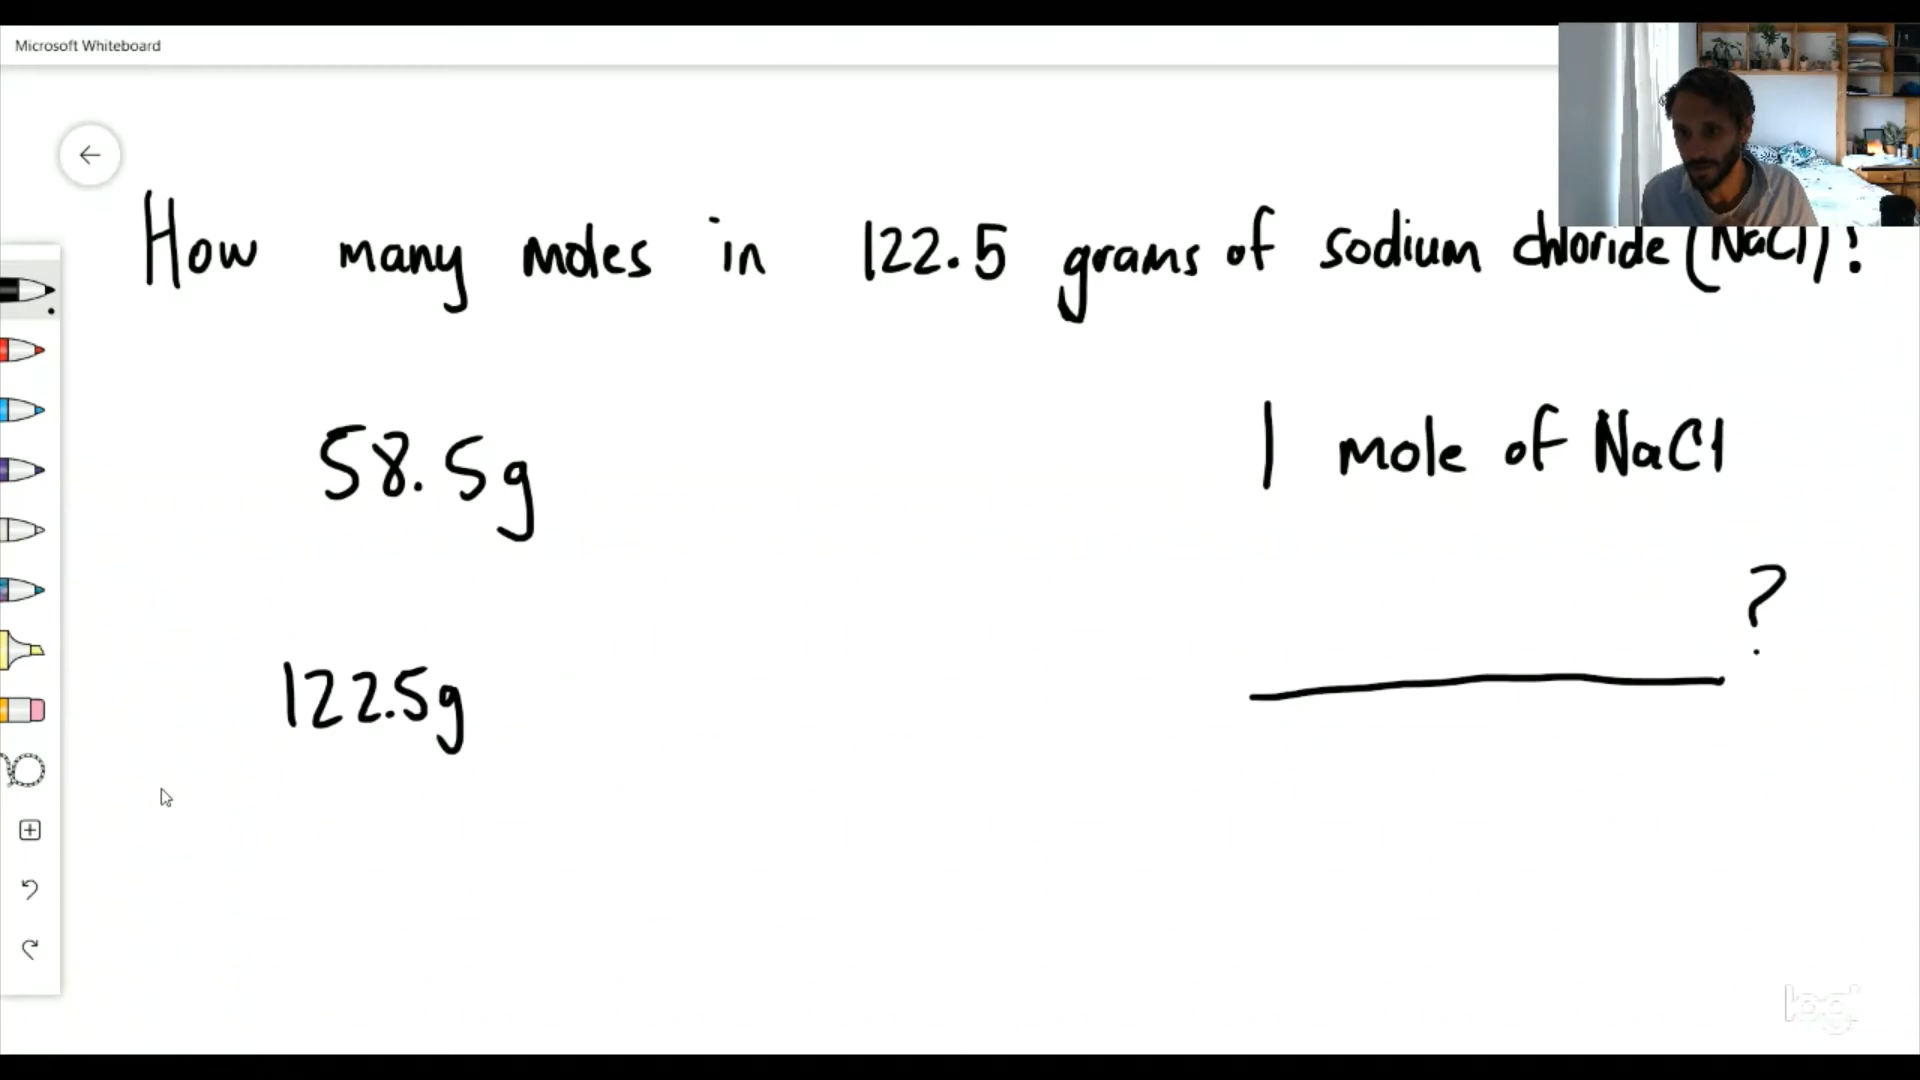 Microsoft Whiteboard
How many moles in 122.5 grams of sodium chloride (NaCl)?
58.5g
1 mole of NaCl
?
122.5g
logi